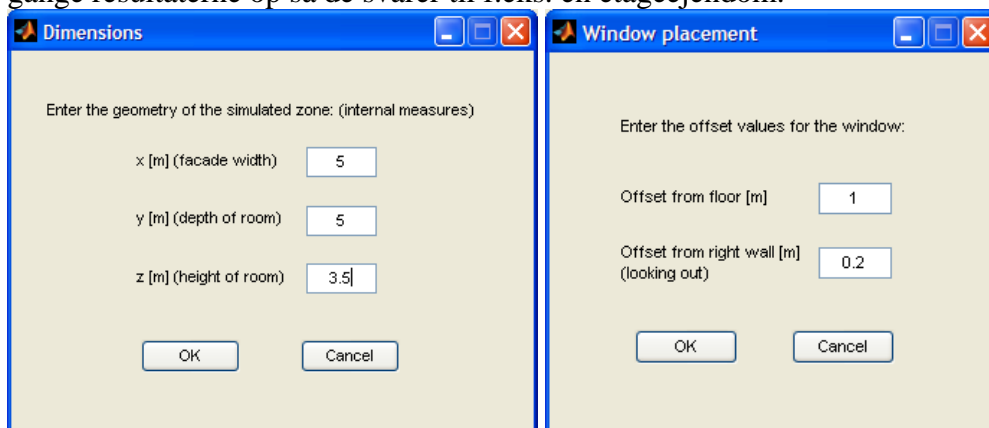 gange resultaterne op så de svarer til f.eks. en etageejendom.
Dimensions
Enter the geometry of the simulated zone: (internal measures)
x [m] (facade width) 5
y [m] (depth of room) 5
z [m] (height of room) 3.5
OK Cancel
Window placement
Enter the offset values for the window:
Offset from floor [m] 1
Offset from right wall [m] 0.2
(looking out)
OK Cancel